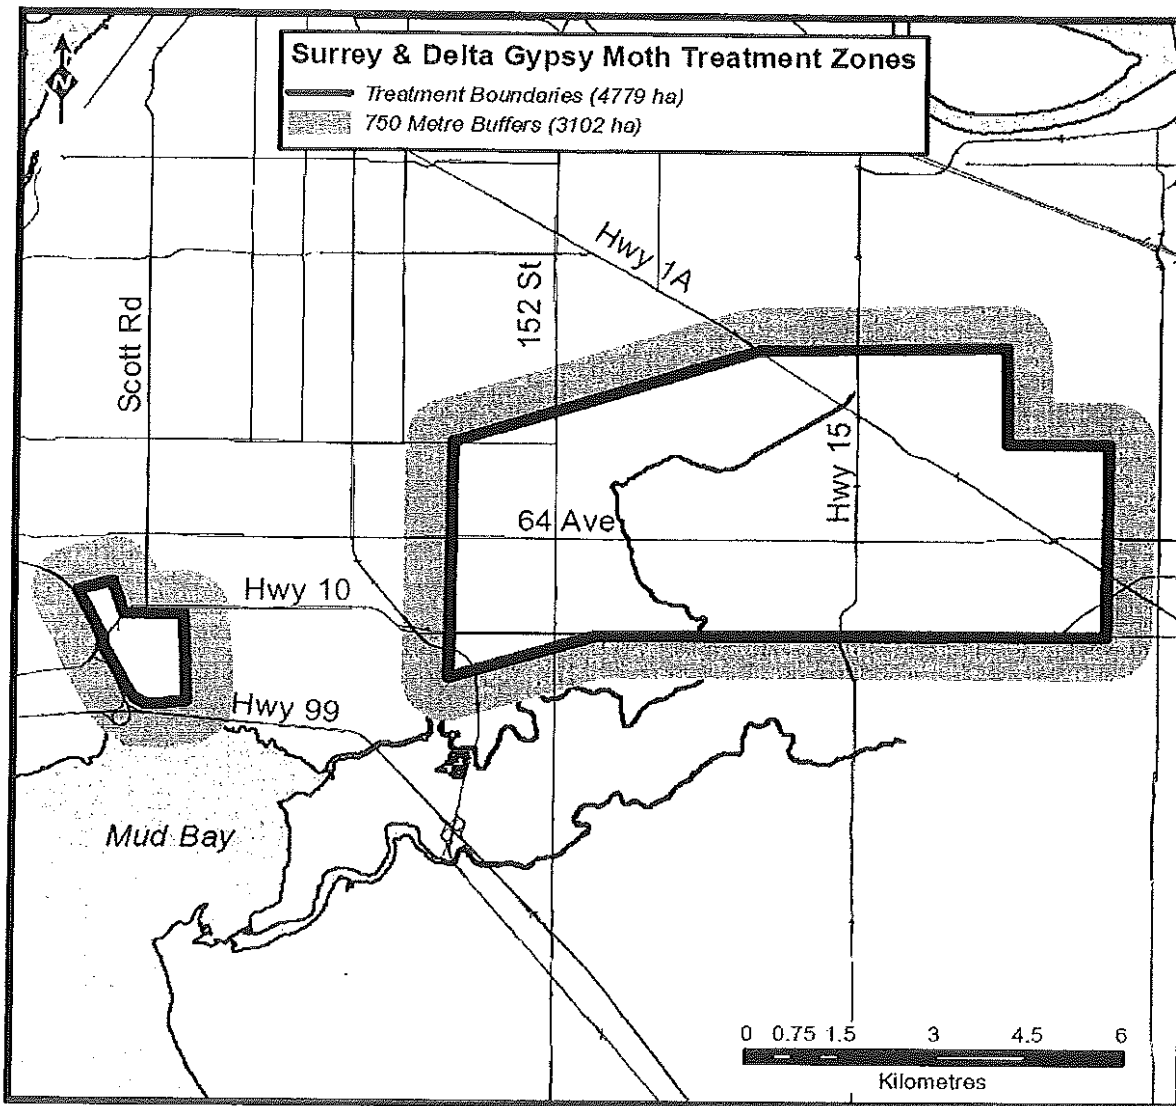 N
Surrey & Delta Gypsy Moth Treatment Zones
Treatment Boundaries (4779 ha)
750 Metre Buffers (3102 ha)
Hwy 1A
152 St
Scott Rd
Hwy 15
64 Ave
Hwy 10
Hwy 99
Mud Bay
0 0.75 1.5 3 4.5 6
Kilometres